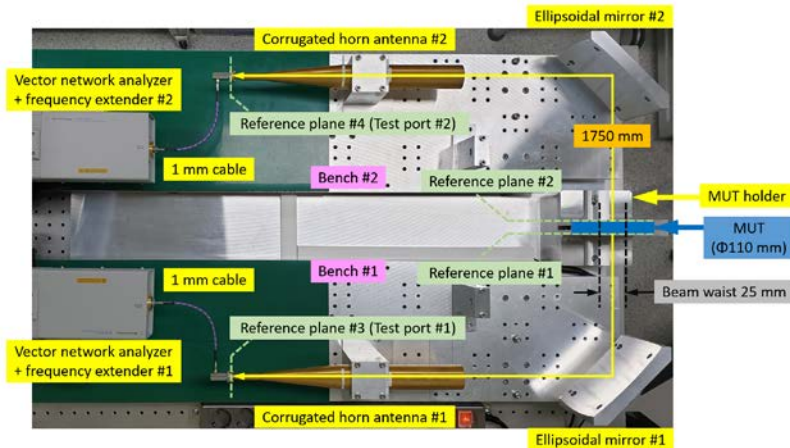 Ellipsoidal mirror #2
Corrugated horn antenna #2
Vector network analyzer
+ frequency extender #2
Reference plane #4 (Test port #2)
1750 mm
1 mm cable
Bench #2
Reference plane #2
MUT holder
MUT
(Φ110 mm)
1 mm cable
Bench #1
Reference plane #1
Beam waist 25 mm
Reference plane #3 (Test port #1)
Vector network analyzer
+ frequency extender #1
Corrugated horn antenna #1
Ellipsoidal mirror #1